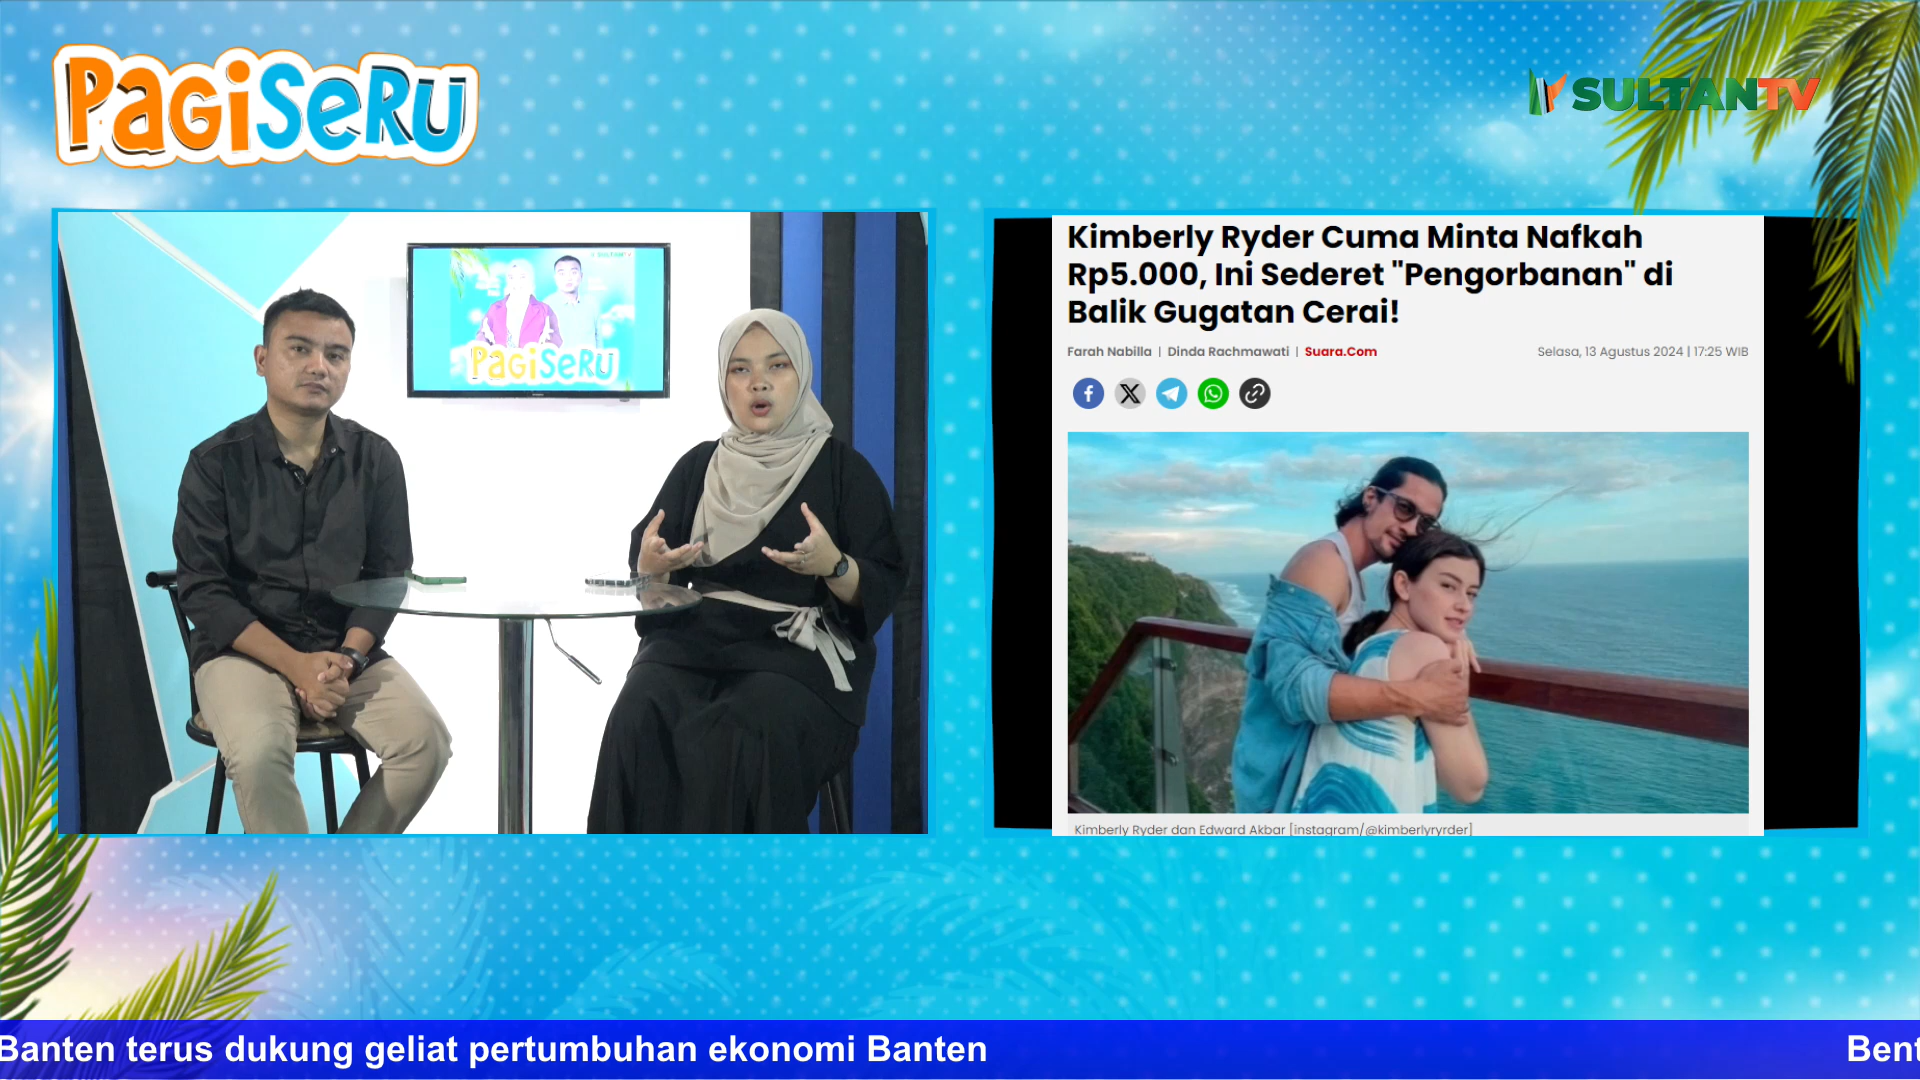 PAGISeRU
SULTANTV
PAGISeRU
Kimberly Ryder Cuma Minta Nafkah
Rp5.000, Ini Sederet "Pengorbanan" di
Balik Gugatan Cerai!
Farah Nabilla | Dinda Rachmawati | Suara.Com
Selasa, 13 Agustus 2024 | 17:25 WIB
Kimberly Ryder dan Edward Akbar [instagram/@kimberlyryrder]
Banten terus dukung geliat pertumbuhan ekonomi Banten
Bent